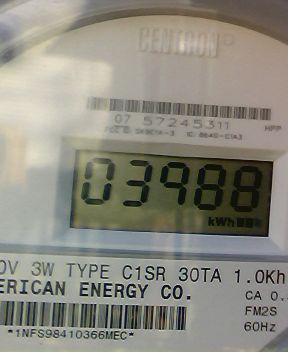 CENTRON
07 57245311
HPP
03988
kWh
0V 3W TYPE C1SR 30TA 1.0Kh
ERICAN ENERGY CO.
CA 0.
FM2S
60Hz
*1NFS98410366MEC*